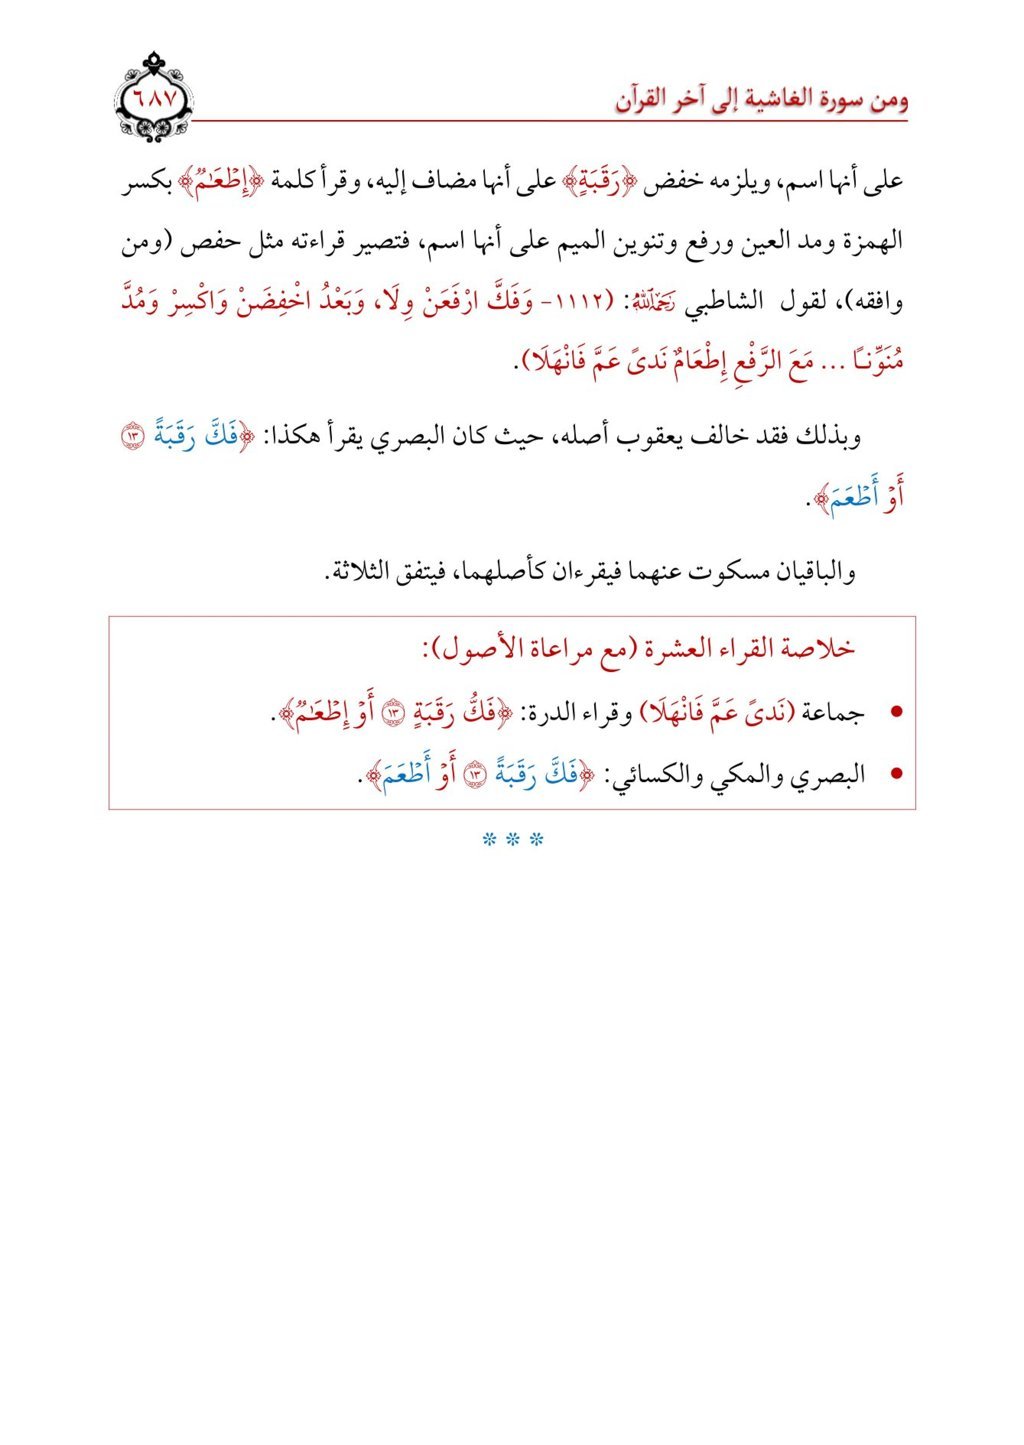 ومن سورة الغاشية إلى آخر القرآن
٦٨٧
على أنها اسم، ويلزمه خفض ﴿رَقَبَةٍ﴾ على أنها مضاف إليه، وقرأ كلمة ﴿إِطۡعَٰمٞ﴾ بكسر
الهمزة ومد العين ورفع وتنوين الميم على أنها اسم، فتصير قراءته مثل حفص (ومن
وافقه)، لقول الشاطبي رَحِمَهُ ٱللَّهُ: (١١١٢- وَفَكَّ ارْفَعَنْ وِلَا، وَبَعْدُ اخْفِضَنْ وَاكْسِرْ وَمُدَّ
مُنَوِّنـًا ... مَعَ الرَّفْعِ إِطْعَامٌ نَدىً عَمَّ فَانْهَلَا).
وبذلك فقد خالف يعقوب أصله، حيث كان البصري يقرأ هكذا: ﴿فَكَّ رَقَبَةً ١٣
أَوۡ أَطۡعَمَ﴾.
والباقيان مسكوت عنهما فيقرءان كأصلهما، فيتفق الثلاثة.
خلاصة القراء العشرة (مع مراعاة الأصول):
• جماعة (نَدىً عَمَّ فَانْهَلَا) وقراء الدرة: ﴿فَكُّ رَقَبَةٍ ١٣ أَوۡ إِطۡعَٰمٞ﴾.
• البصري والمكي والكسائي: ﴿فَكَّ رَقَبَةً ١٣ أَوۡ أَطۡعَمَ﴾.
* * *